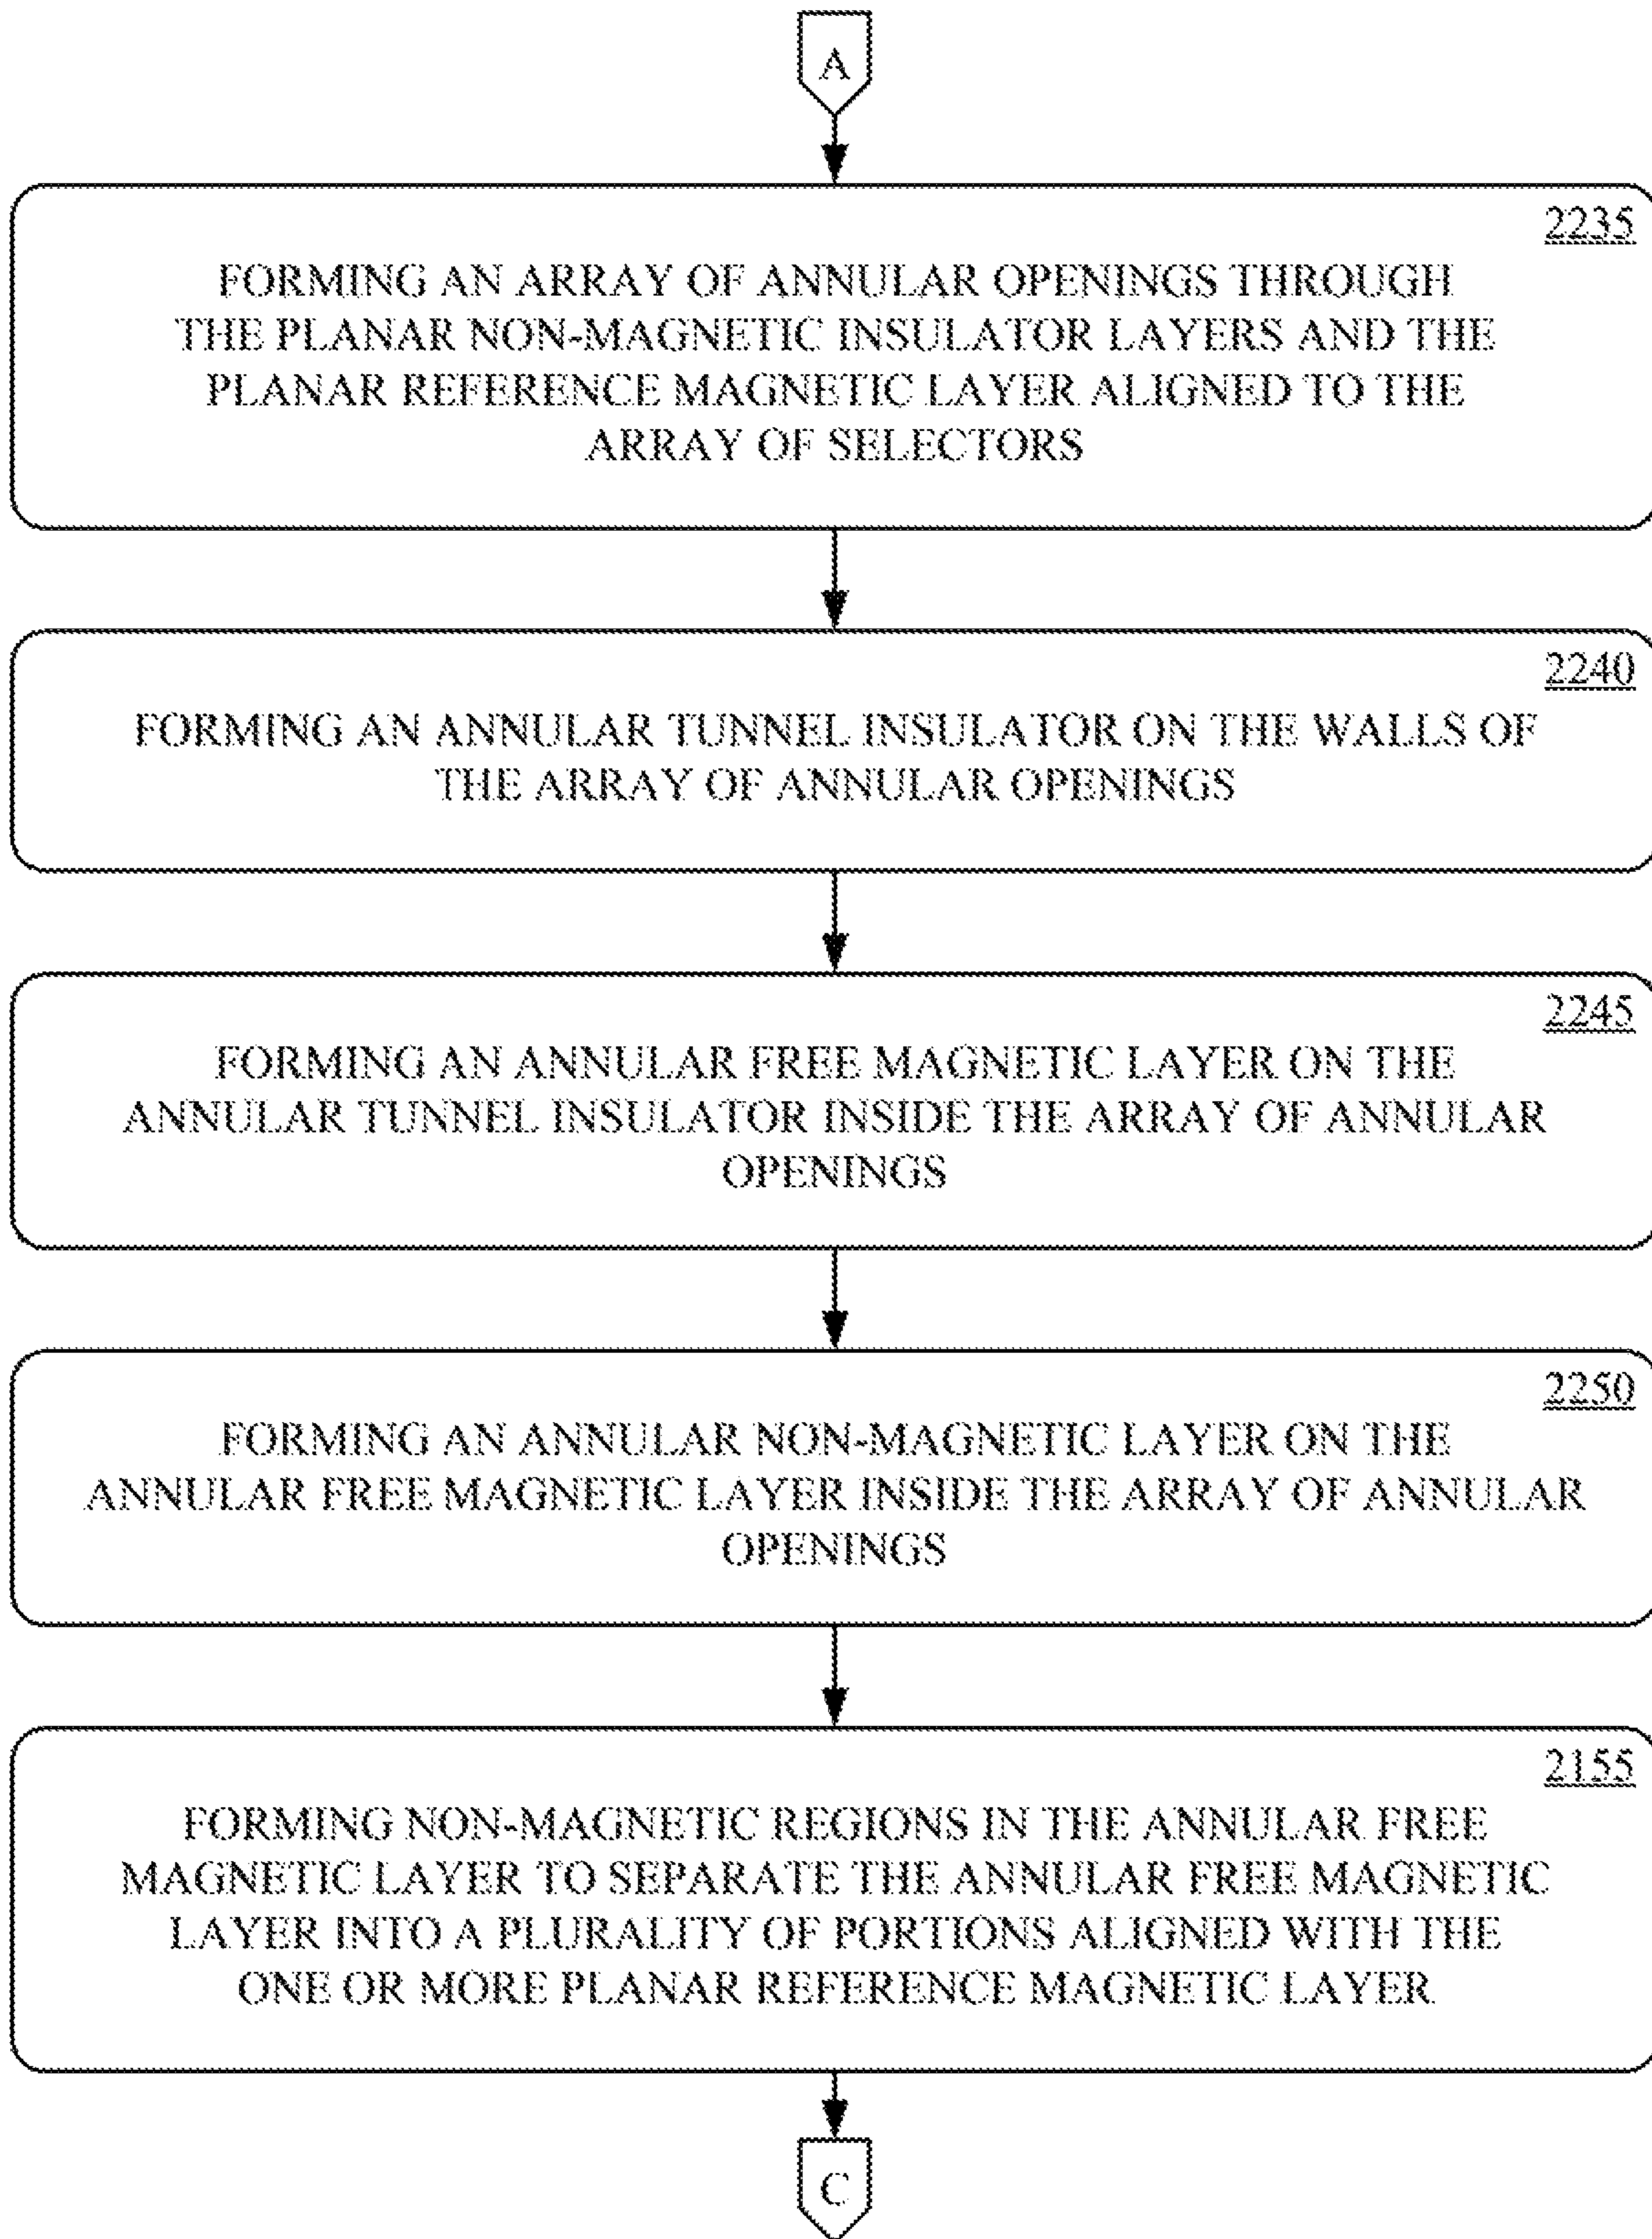 A
2235
FORMING AN ARRAY OF ANNULAR OPENINGS THROUGH
THE PLANAR NON-MAGNETIC INSULATOR LAYERS AND THE
PLANAR REFERENCE MAGNETIC LAYER ALIGNED TO THE
ARRAY OF SELECTORS
2240
FORMING AN ANNULAR TUNNEL INSULATOR ON THE WALLS OF
THE ARRAY OF ANNULAR OPENINGS
2245
FORMING AN ANNULAR FREE MAGNETIC LAYER ON THE
ANNULAR TUNNEL INSULATOR INSIDE THE ARRAY OF ANNULAR
OPENINGS
2250
FORMING AN ANNULAR NON-MAGNETIC LAYER ON THE
ANNULAR FREE MAGNETIC LAYER INSIDE THE ARRAY OF ANNULAR
OPENINGS
2155
FORMING NON-MAGNETIC REGIONS IN THE ANNULAR FREE
MAGNETIC LAYER TO SEPARATE THE ANNULAR FREE MAGNETIC
LAYER INTO A PLURALITY OF PORTIONS ALIGNED WITH THE
ONE OR MORE PLANAR REFERENCE MAGNETIC LAYER
C